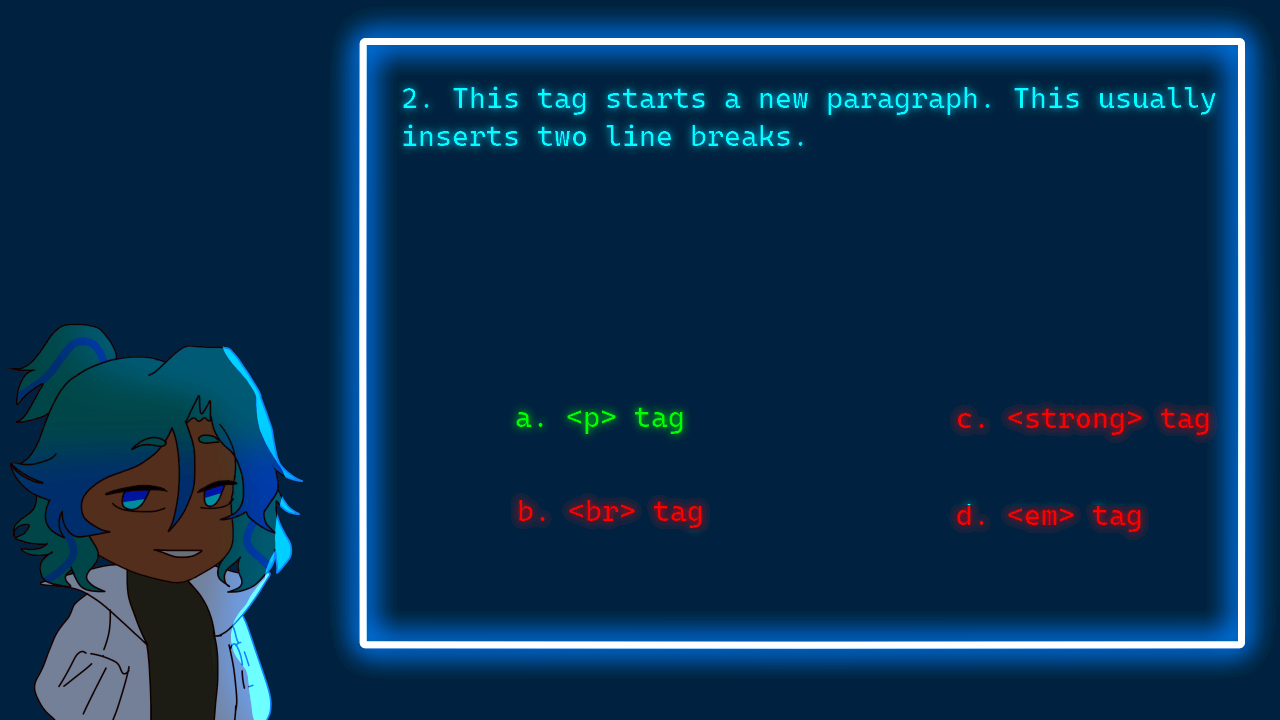 2. This tag starts a new paragraph. This usually
inserts two line breaks.
a. <p> tag
b. <br> tag
c. <strong> tag
d. <em> tag